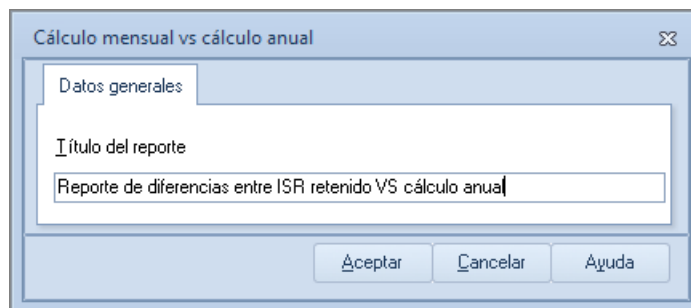 Cálculo mensual vs cálculo anual
Datos generales
Título del reporte
Reporte de diferencias entre ISR retenido VS cálculo anual
Aceptar Cancelar Ayuda